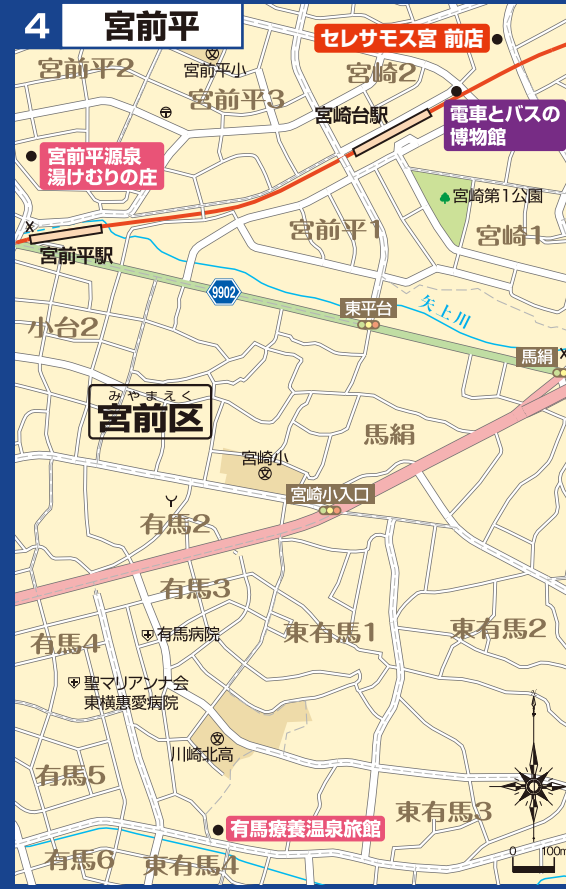 4 宮前平
セレサモス宮 前店
宮前平2
宮前平小
宮崎2
宮前平3
宮崎台駅
電車とバスの
博物館
宮前平源泉
湯けむりの庄
宮崎第1公園
宮前平1
宮崎1
宮前平駅
9902
東平台
矢上川
小台2
馬絹
みやまえく
宮前区
馬絹
宮崎小
宮崎小入口
有馬2
有馬3
東有馬1
東有馬2
有馬4
有馬病院
聖マリアンナ会
東横惠愛病院
川崎北高
有馬5
東有馬3
有馬療養温泉旅館
0 100m
有馬6
東有馬4